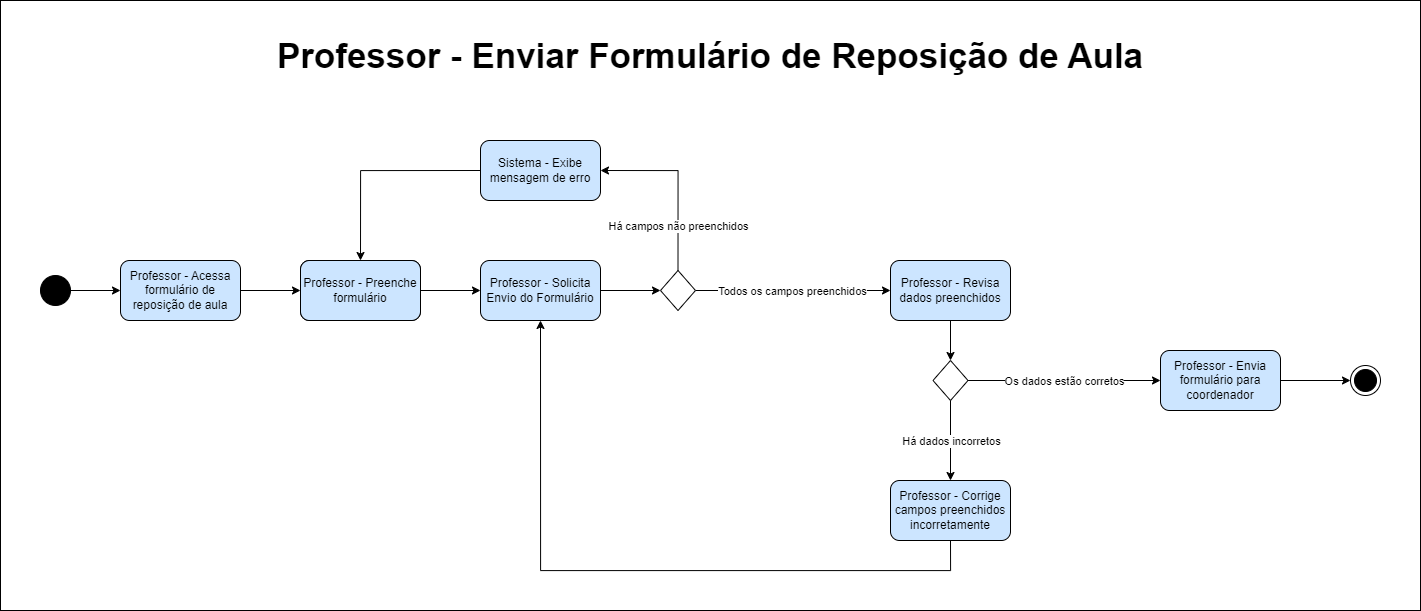 Professor - Enviar Formulário de Reposição de Aula
Sistema - Exibe
mensagem de erro
Há campos não preenchidos
Professor - Acessa
formulário de
reposição de aula
Professor - Preenche
formulário
Professor - Solicita
Envio do Formulário
Todos os campos preenchidos
Professor - Revisa
dados preenchidos
Os dados estão corretos
Professor - Envia
formulário para
coordenador
Há dados incorretos
Professor - Corrige
campos preenchidos
incorretamente